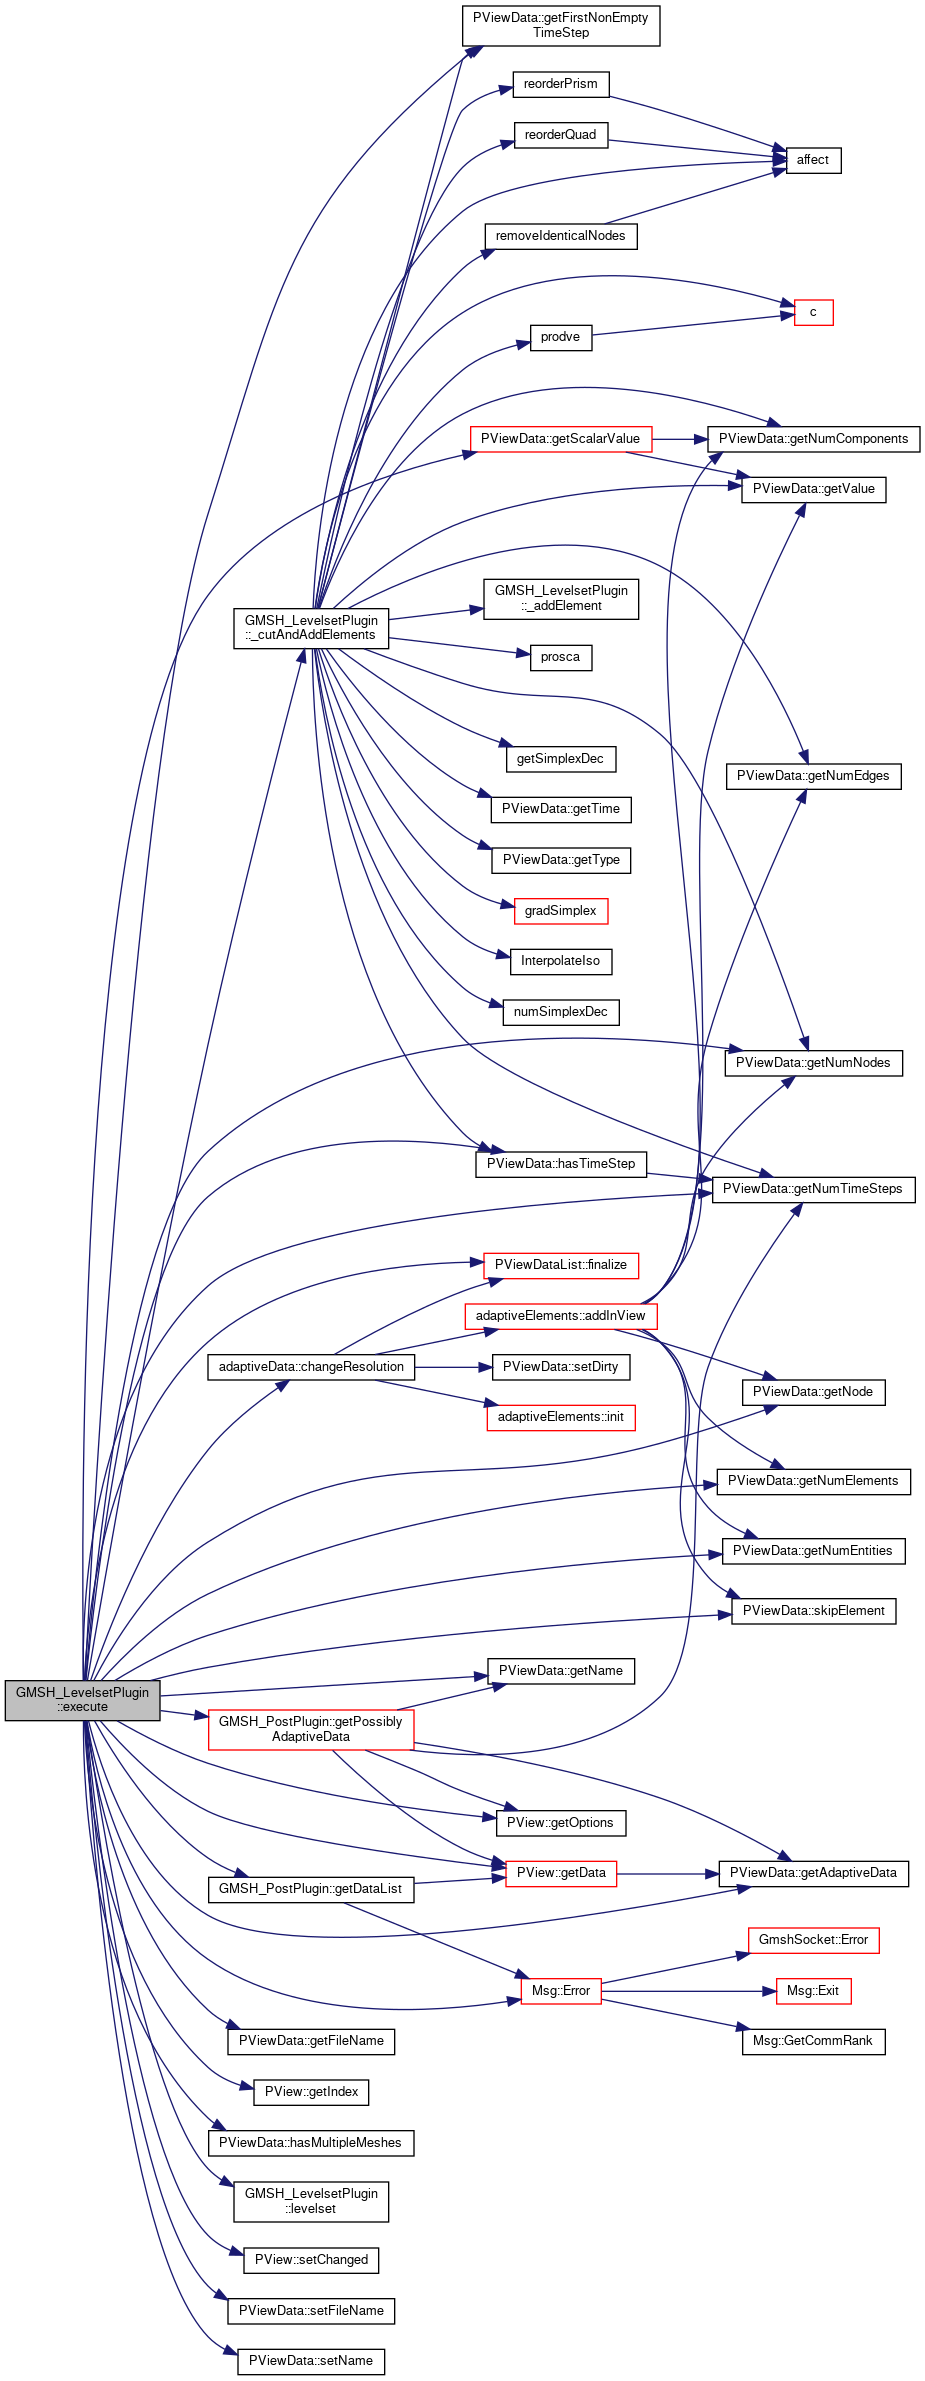 PViewData::getFirstNonEmpty
TimeStep
reorderPrism
reorderQuad
affect
removeIdenticalNodes
c
prodve
PViewData::getScalarValue
PViewData::getNumComponents
PViewData::getValue
GMSH_LevelsetPlugin
::_addElement
GMSH_LevelsetPlugin
::_cutAndAddElements
prosca
getSimplexDec
PViewData::getNumEdges
PViewData::getTime
PViewData::getType
gradSimplex
InterpolateIso
numSimplexDec
PViewData::getNumNodes
PViewData::hasTimeStep
PViewData::getNumTimeSteps
PViewDataList::finalize
adaptiveElements::addInView
adaptiveData::changeResolution
PViewData::setDirty
PViewData::getNode
adaptiveElements::init
PViewData::getNumElements
PViewData::getNumEntities
PViewData::skipElement
PViewData::getName
GMSH_LevelsetPlugin
::execute
GMSH_PostPlugin::getPossibly
AdaptiveData
PView::getOptions
PView::getData
PViewData::getAdaptiveData
GMSH_PostPlugin::getDataList
GmshSocket::Error
Msg::Error
Msg::Exit
PViewData::getFileName
Msg::GetCommRank
PView::getIndex
PViewData::hasMultipleMeshes
GMSH_LevelsetPlugin
::levelset
PView::setChanged
PViewData::setFileName
PViewData::setName